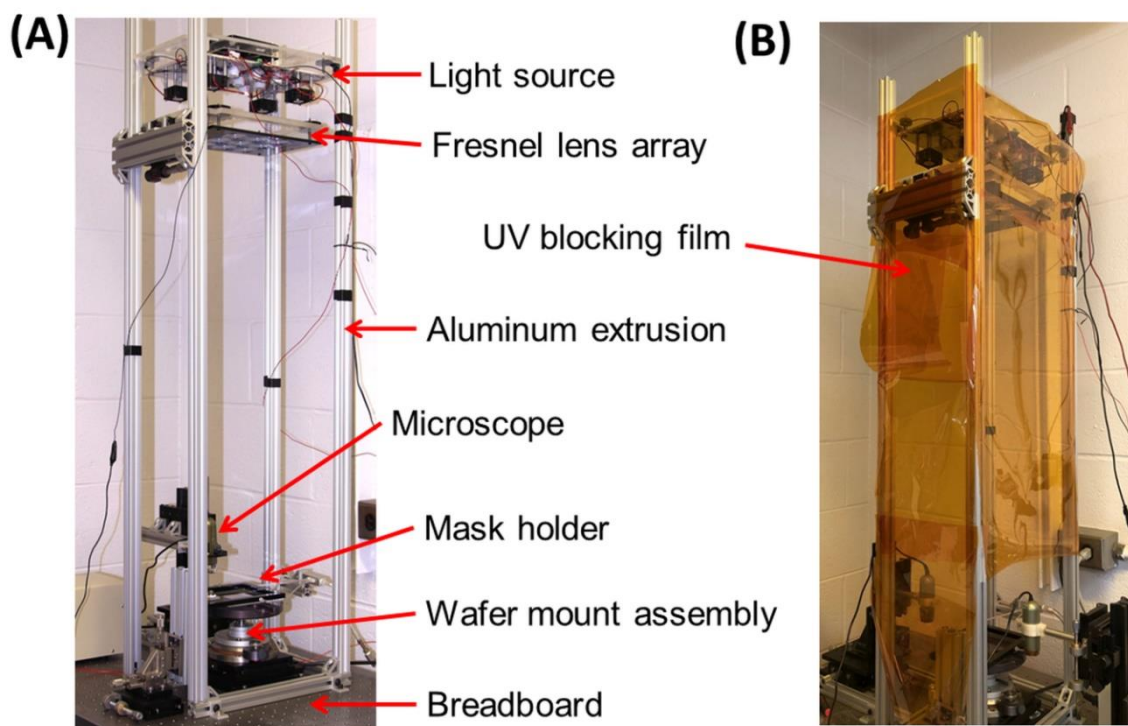 (A)
(B)
Light source
Fresnel lens array
UV blocking film
Aluminum extrusion
Microscope
Mask holder
Wafer mount assembly
Breadboard